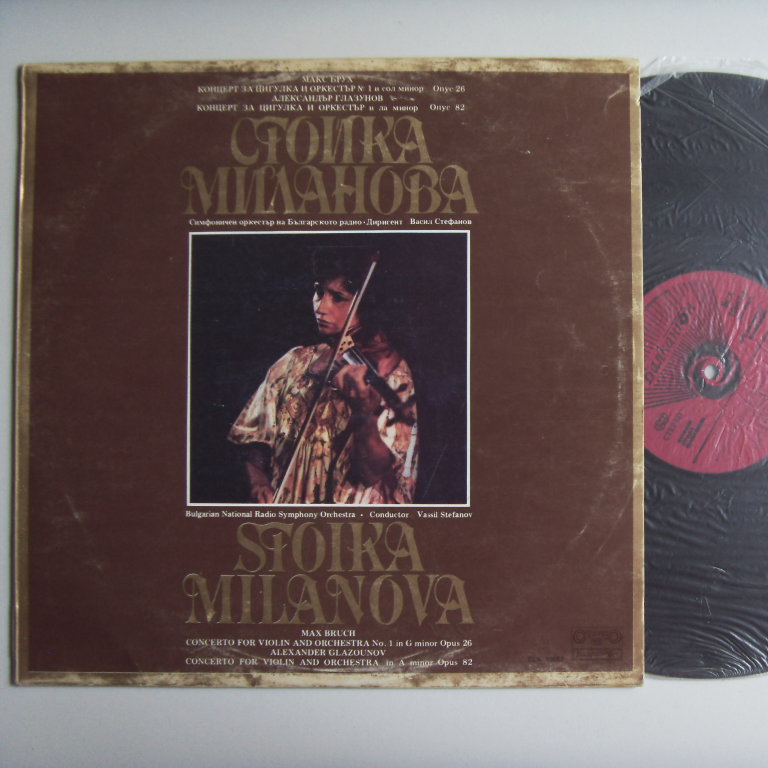 МАКС БРУХ
КОНЦЕРТ ЗА ЦИГУЛКА И ОРКЕСТЪР № 1 в сол минор Опус 26
АЛЕКСАНДЪР ГЛАЗУНОВ
КОНЦЕРТ ЗА ЦИГУЛКА И ОРКЕСТЪР в ла минор Опус 82
СТОЙКА
МИЛАНОВА
Симфоничен оркестър на Българското радио • Диригент Васил Стефанов
Балкантон
Bulgarian National Radio Symphony Orchestra • Conductor Vassil Stefanov
STOIKA
MILANOVA
MAX BRUCH
CONCERTO FOR VIOLIN AND ORCHESTRA No. 1 in G minor Opus 26
ALEXANDER GLAZOUNOV
CONCERTO FOR VIOLIN AND ORCHESTRA in A minor Opus 82